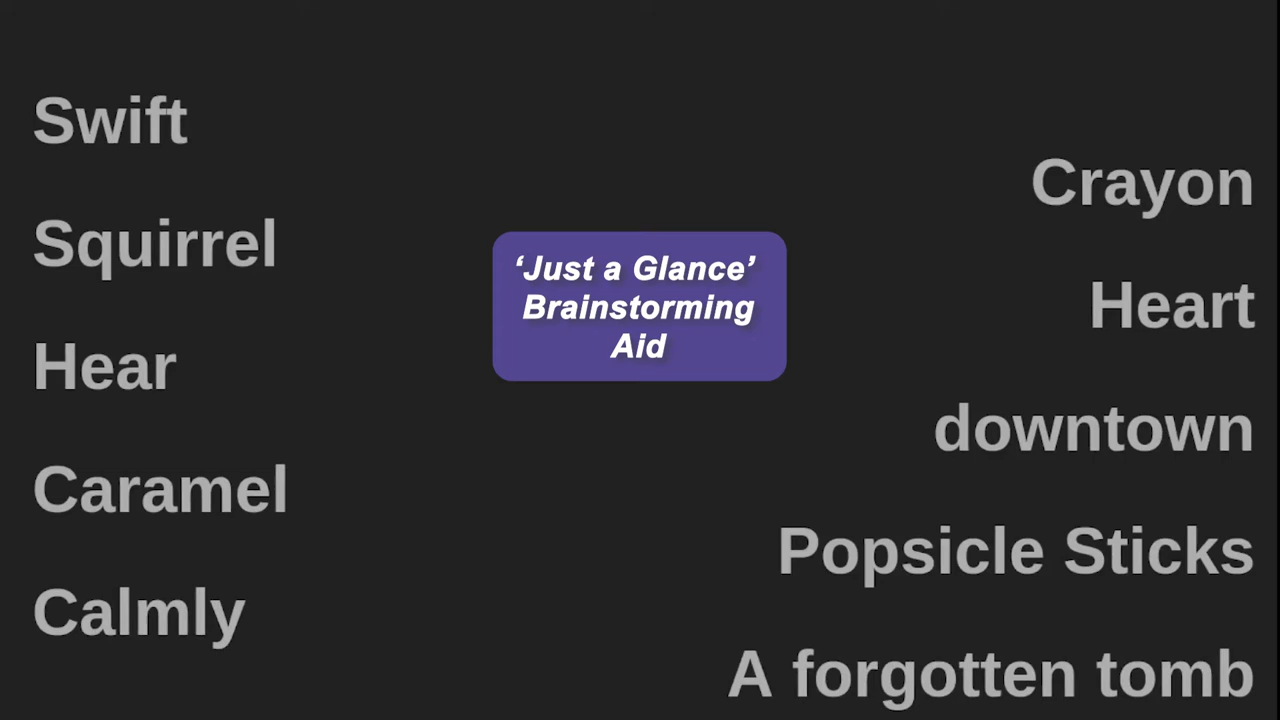 Swift
Squirrel
Hear
Caramel
Calmly
‘Just a Glance’
Brainstorming
Aid
Crayon
Heart
downtown
Popsicle Sticks
A forgotten tomb